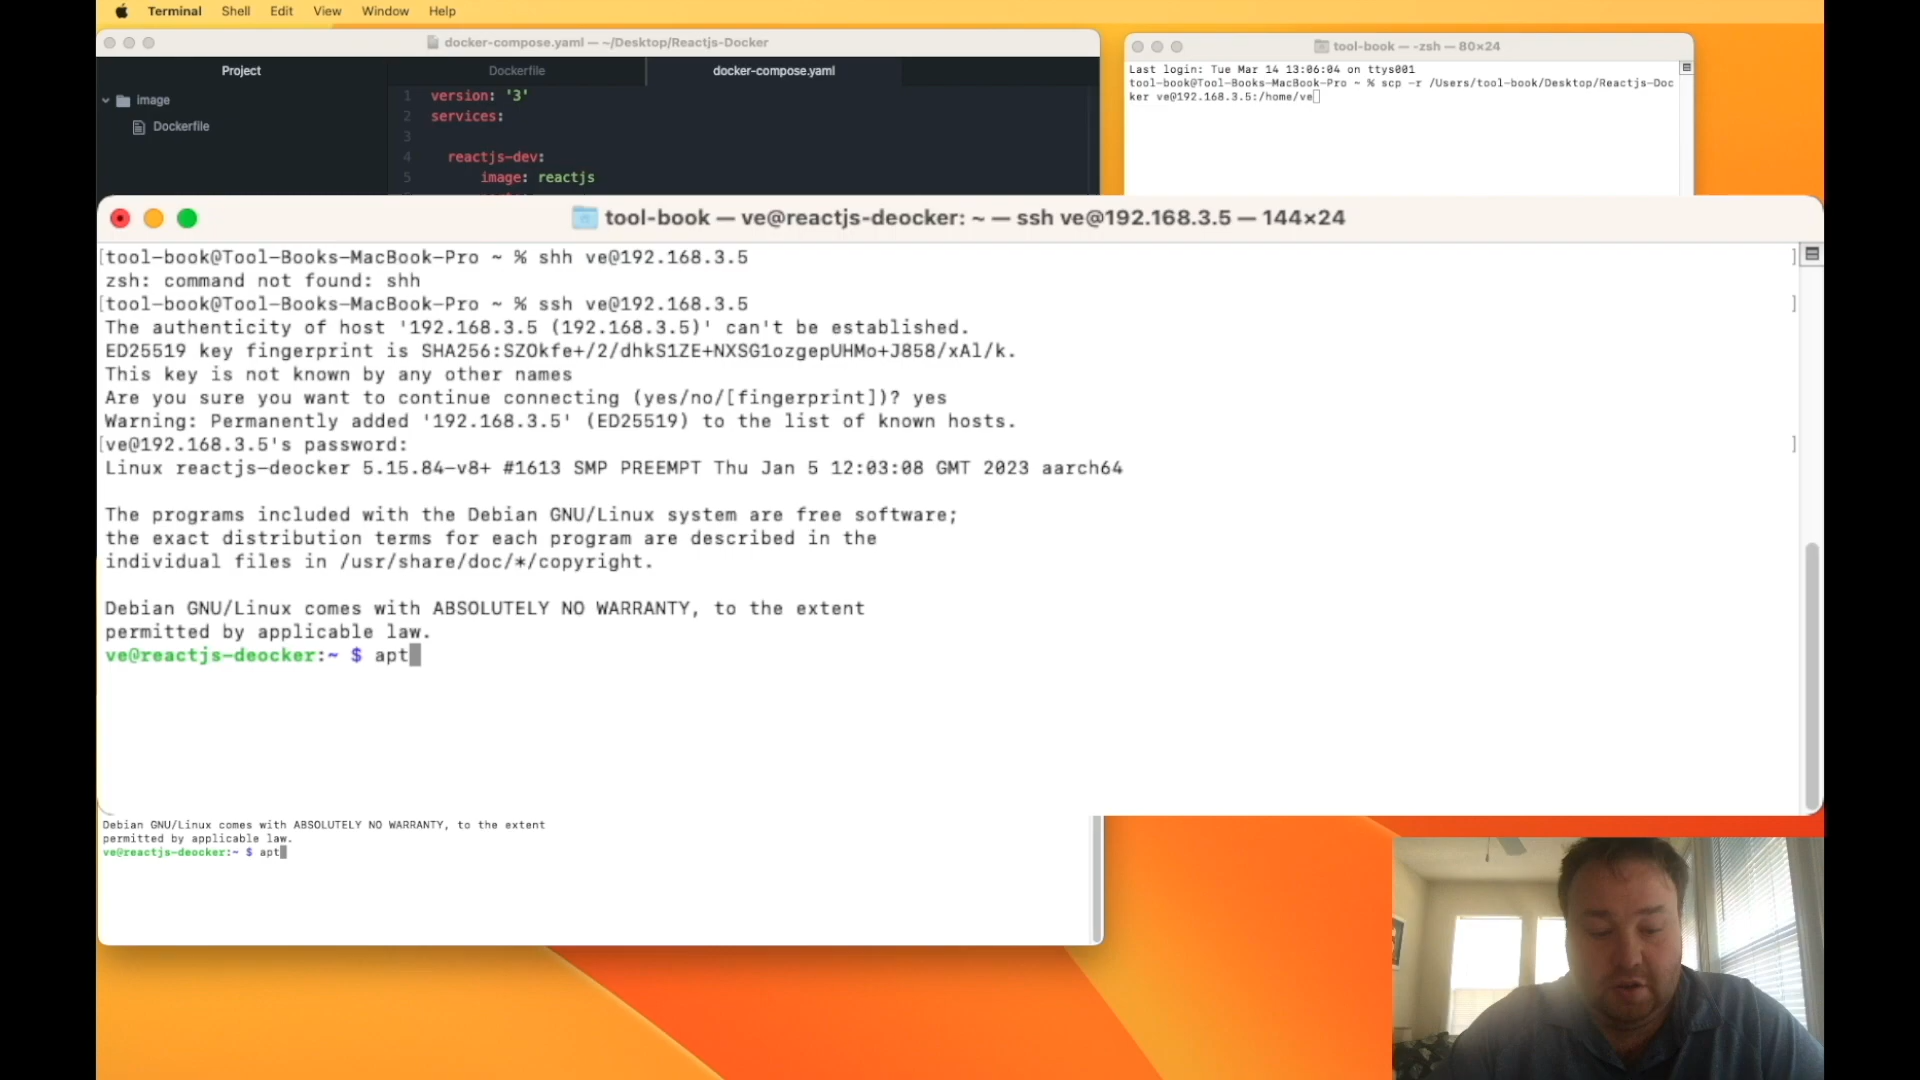 Terminal Shell Edit View Window Help
docker-compose.yaml — ~/Desktop/Reactjs-Docker
Project
Dockerfile
docker-compose.yaml
image
Dockerfile
1 version: '3'
2 services:
3
4 reactjs-dev:
5 image: reactjs
tool-book — -zsh — 80×24
Last login: Tue Mar 14 13:06:04 on ttys001
tool-book@Tool-Books-MacBook-Pro ~ % scp -r /Users/tool-book/Desktop/Reactjs-Doc
ker ve@192.168.3.5:/home/ve
tool-book — ve@reactjs-deocker: ~ — ssh ve@192.168.3.5 — 144×24
[tool-book@Tool-Books-MacBook-Pro ~ % shh ve@192.168.3.5 ]
zsh: command not found: shh
[tool-book@Tool-Books-MacBook-Pro ~ % ssh ve@192.168.3.5 ]
The authenticity of host '192.168.3.5 (192.168.3.5)' can't be established.
ED25519 key fingerprint is SHA256:SZOkfe+/2/dhkS1ZE+NXSG1ozgepUHMo+J858/xAl/k.
This key is not known by any other names
Are you sure you want to continue connecting (yes/no/[fingerprint])? yes
Warning: Permanently added '192.168.3.5' (ED25519) to the list of known hosts.
[ve@192.168.3.5's password: ]
Linux reactjs-deocker 5.15.84-v8+ #1613 SMP PREEMPT Thu Jan 5 12:03:08 GMT 2023 aarch64
The programs included with the Debian GNU/Linux system are free software;
the exact distribution terms for each program are described in the
individual files in /usr/share/doc/*/copyright.
Debian GNU/Linux comes with ABSOLUTELY NO WARRANTY, to the extent
permitted by applicable law.
ve@reactjs-deocker:~ $ apt
Debian GNU/Linux comes with ABSOLUTELY NO WARRANTY, to the extent
permitted by applicable law.
ve@reactjs-deocker:~ $ apt